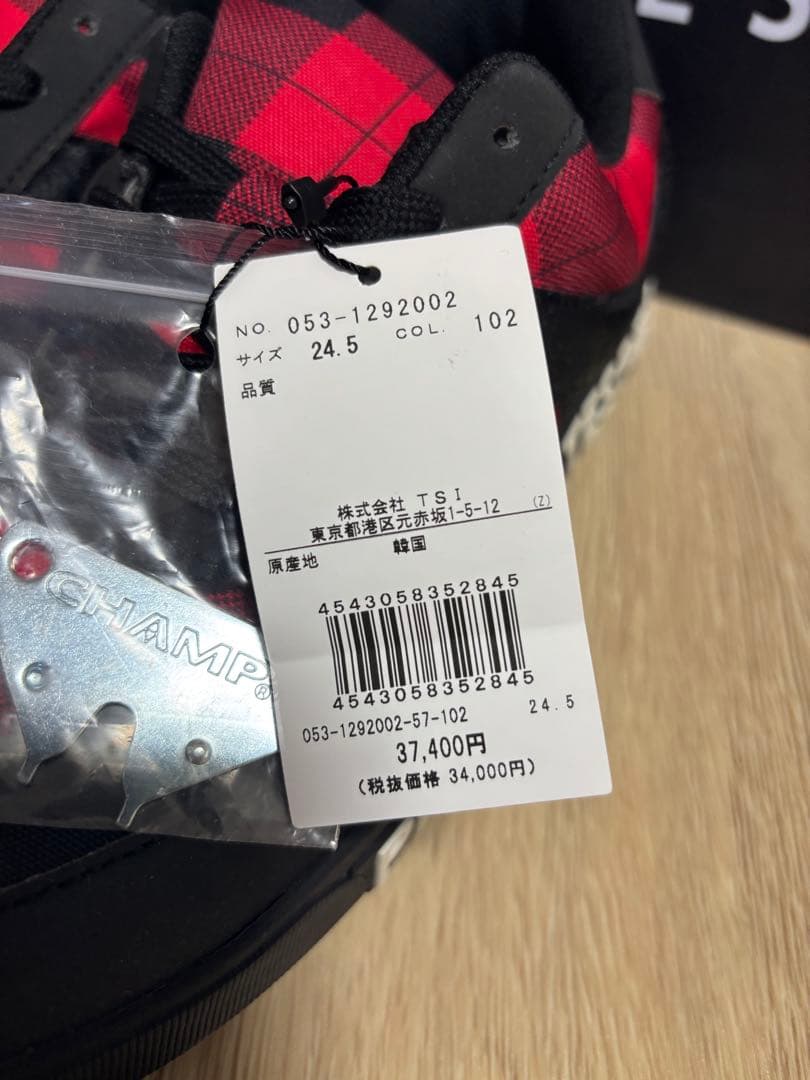 NO. 053-1292002
サイズ 24.5 COL. 102
品質
株式会社 TSI
東京都港区元赤坂1-5-12 (Z)
原産地 韓国
4543058352845
4543058352845
053-1292002-57-102 24.5
37,400円
(税抜価格 34,000円)
CHAMP®